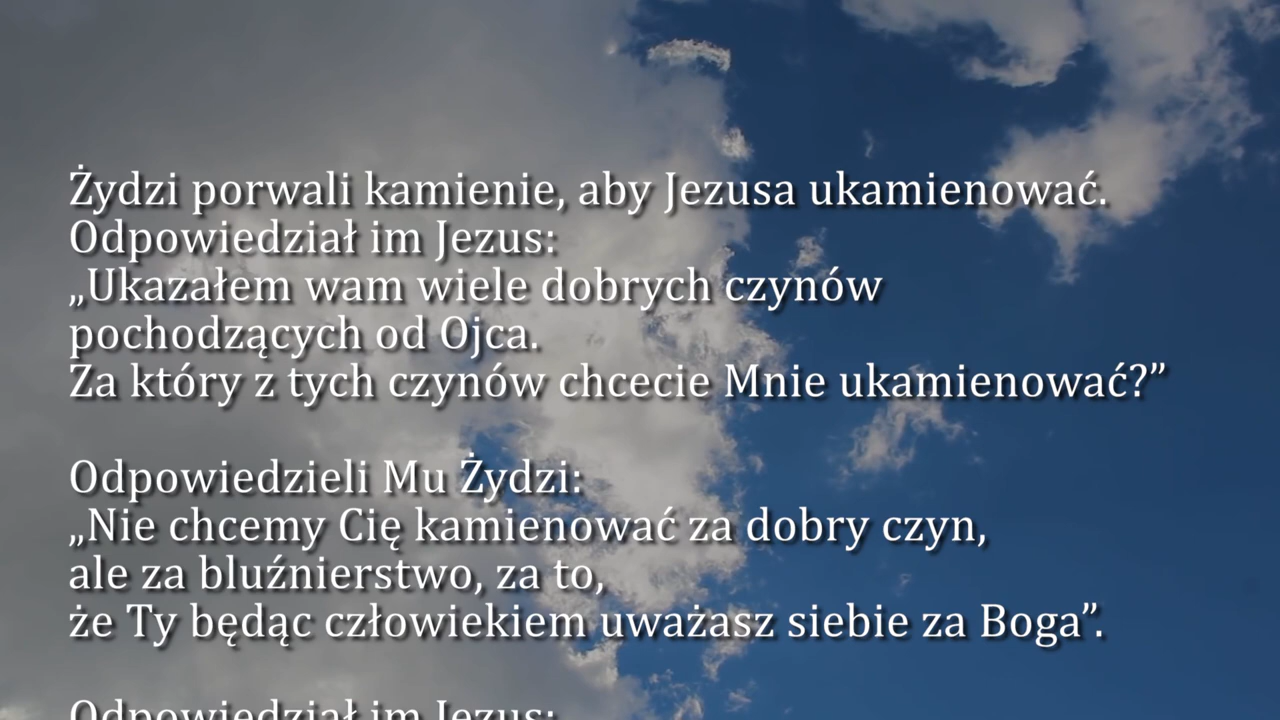 Żydzi porwali kamienie, aby Jezusa ukamienować.
Odpowiedział im Jezus:
„Ukazałem wam wiele dobrych czynów
pochodzących od Ojca.
Za który z tych czynów chcecie Mnie ukamienować?”
Odpowiedzieli Mu Żydzi:
„Nie chcemy Cię kamienować za dobry czyn,
ale za bluźnierstwo, za to,
że Ty będąc człowiekiem uważasz siebie za Boga”.
Odpowiedział im Jezus: